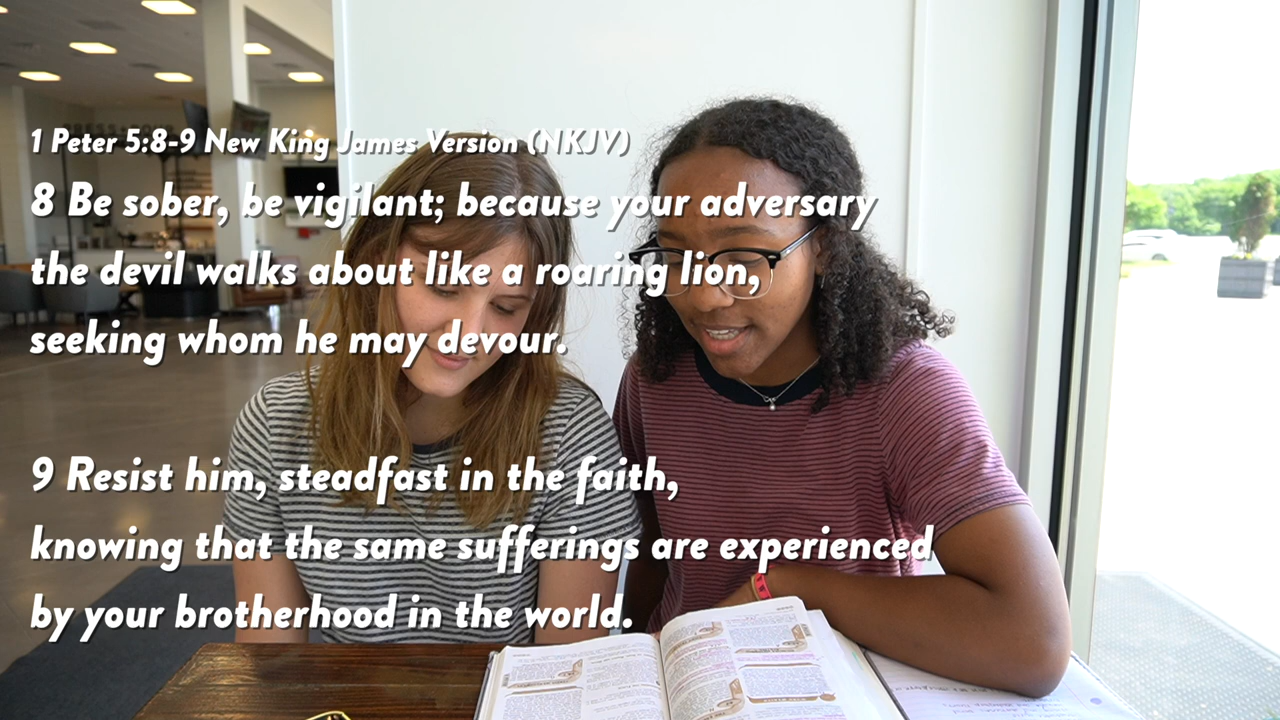 1 Peter 5:8-9 New King James Version (NKJV)
8 Be sober, be vigilant; because your adversary
the devil walks about like a roaring lion,
seeking whom he may devour.
9 Resist him, steadfast in the faith,
knowing that the same sufferings are experienced
by your brotherhood in the world.